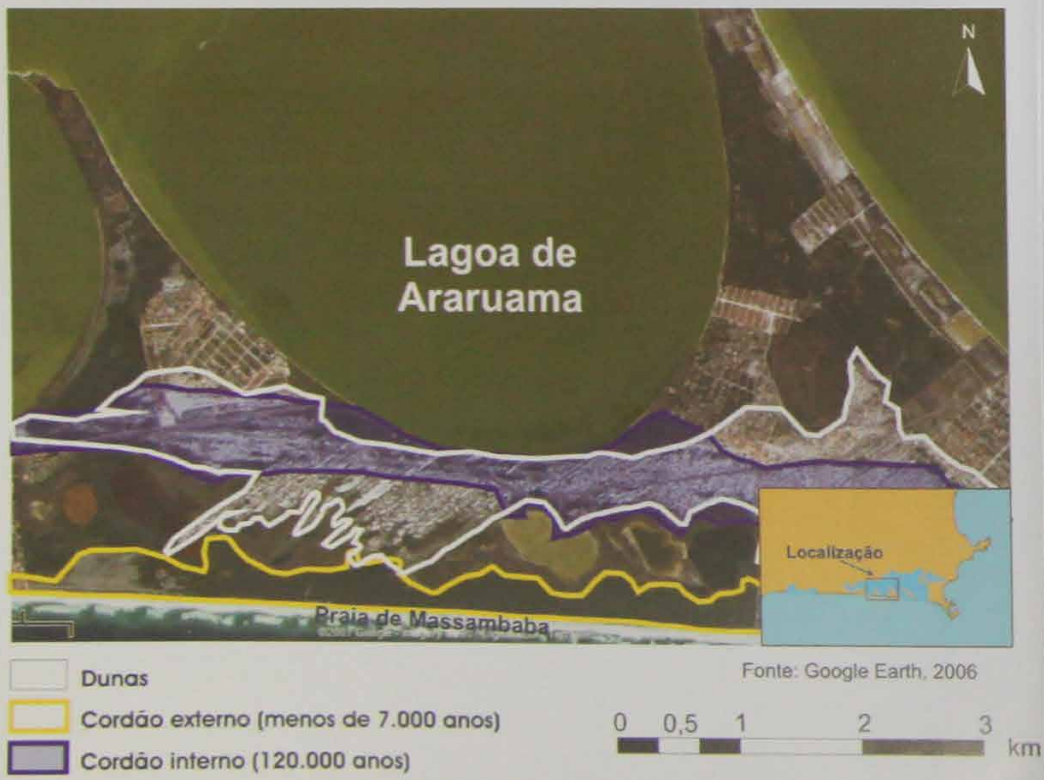 N
Lagoa de
Araruama
Localização
Praia de Massambaba
Fonte: Google Earth, 2006
Dunas
Cordão externo (menos de 7.000 anos)
Cordão interno (120.000 anos)
0 0,5 1 2 3 km